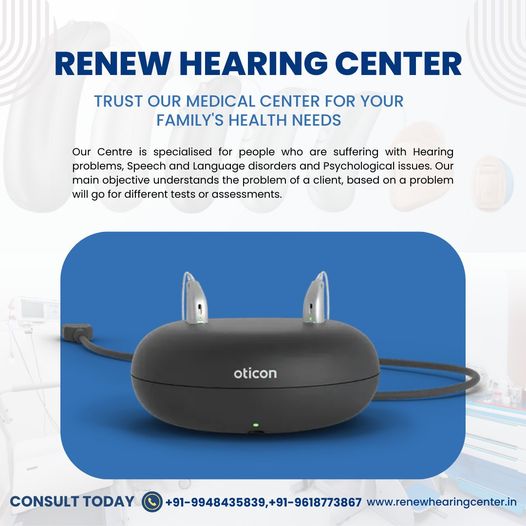 RENEW HEARING CENTER
TRUST OUR MEDICAL CENTER FOR YOUR
FAMILY'S HEALTH NEEDS
Our Centre is specialised for people who are suffering with Hearing
problems, Speech and Language disorders and Psychological issues. Our
main objective understands the problem of a client, based on a problem
will go for different tests or assessments.
oticon
CONSULT TODAY +91-9948435839,+91-9618773867 www.renewhearingcenter.in